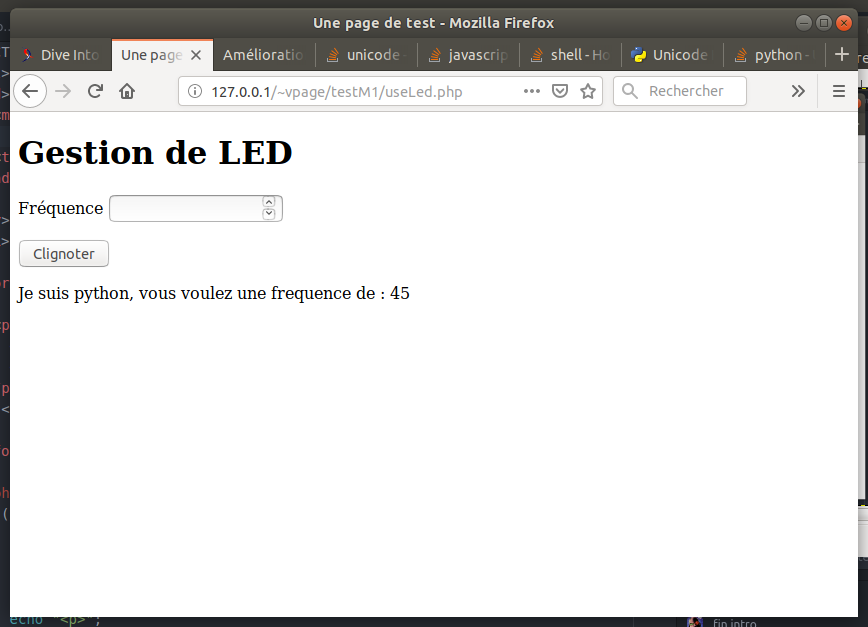 Une page de test - Mozilla Firefox
Dive Into
Une page
Amélioratio
unicode
javascrip
shell - Ho
Unicode
python -
127.0.0.1/~vpage/testM1/useLed.php
Rechercher
Gestion de LED
Fréquence
Clignoter
Je suis python, vous voulez une frequence de : 45
echo "<p>";
fin intro